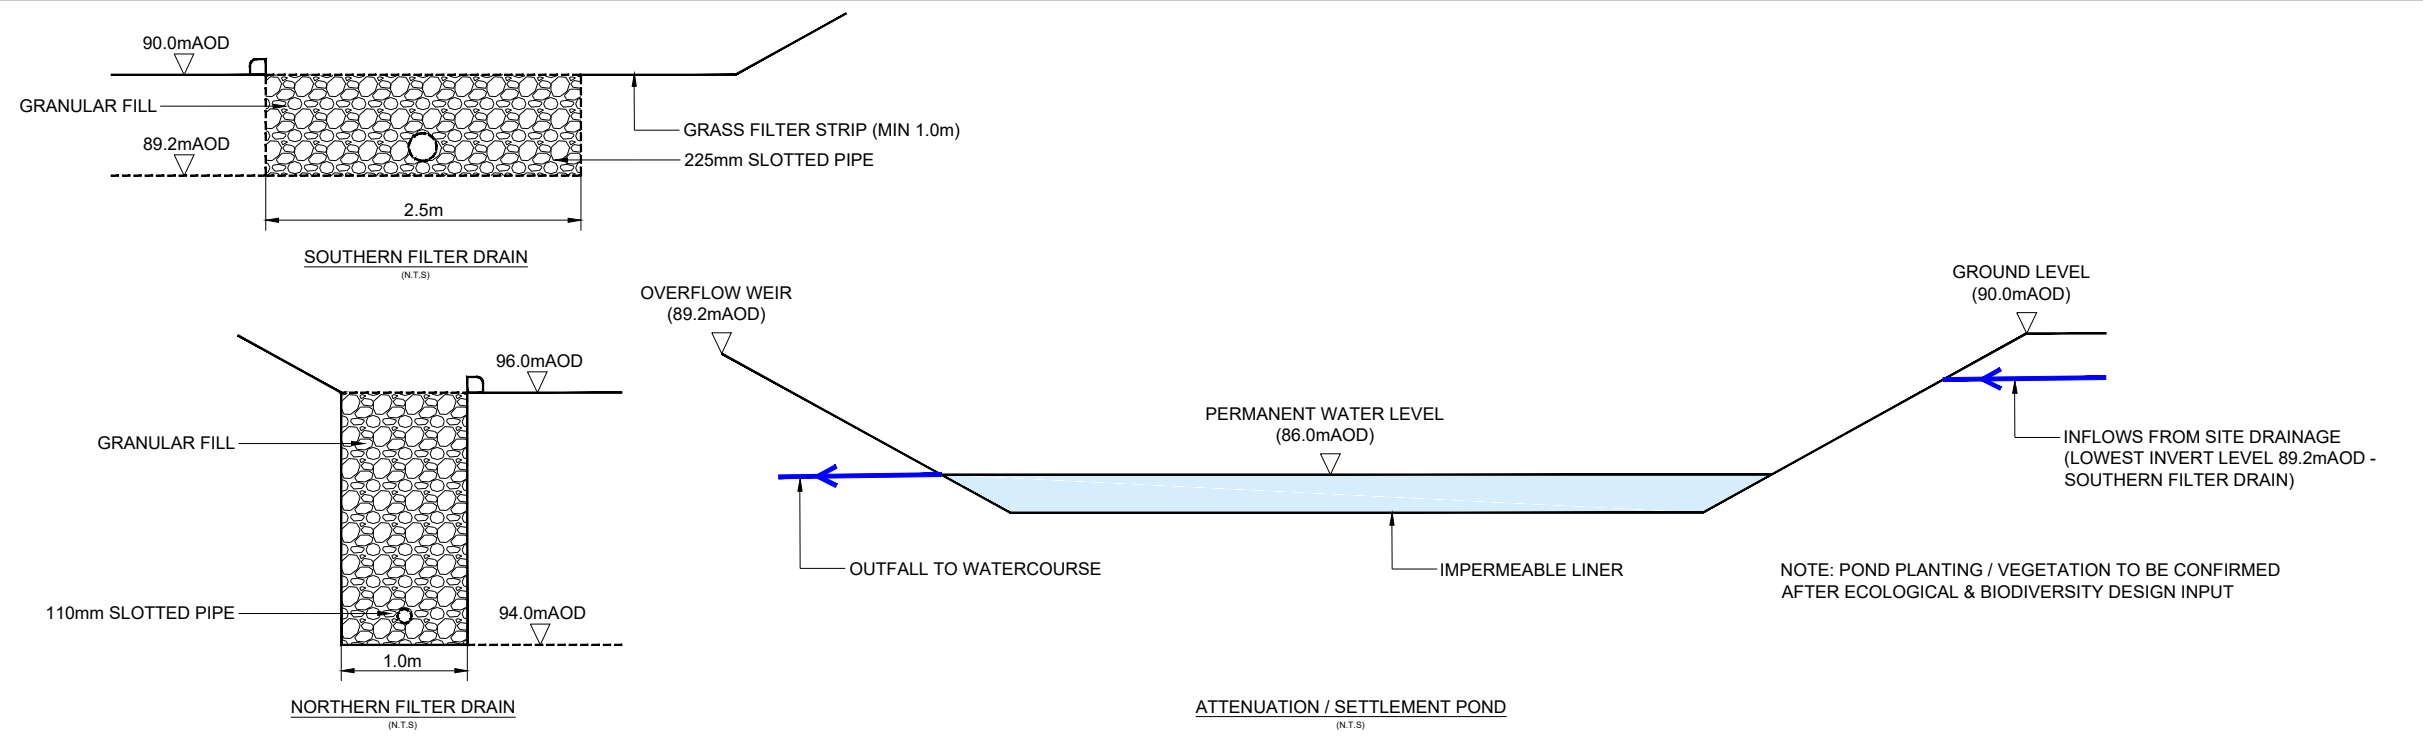 90.0mAOD
GRANULAR FILL
89.2mAOD
GRASS FILTER STRIP (MIN 1.0m)
225mm SLOTTED PIPE
2.5m
SOUTHERN FILTER DRAIN
(N.T.S)
96.0mAOD
GRANULAR FILL
110mm SLOTTED PIPE
94.0mAOD
1.0m
NORTHERN FILTER DRAIN
(N.T.S)
OVERFLOW WEIR
(89.2mAOD)
GROUND LEVEL
(90.0mAOD)
PERMANENT WATER LEVEL
(86.0mAOD)
INFLOWS FROM SITE DRAINAGE
(LOWEST INVERT LEVEL 89.2mAOD -
SOUTHERN FILTER DRAIN)
OUTFALL TO WATERCOURSE
IMPERMEABLE LINER
NOTE: POND PLANTING / VEGETATION TO BE CONFIRMED
AFTER ECOLOGICAL & BIODIVERSITY DESIGN INPUT
ATTENUATION / SETTLEMENT POND
(N.T.S)